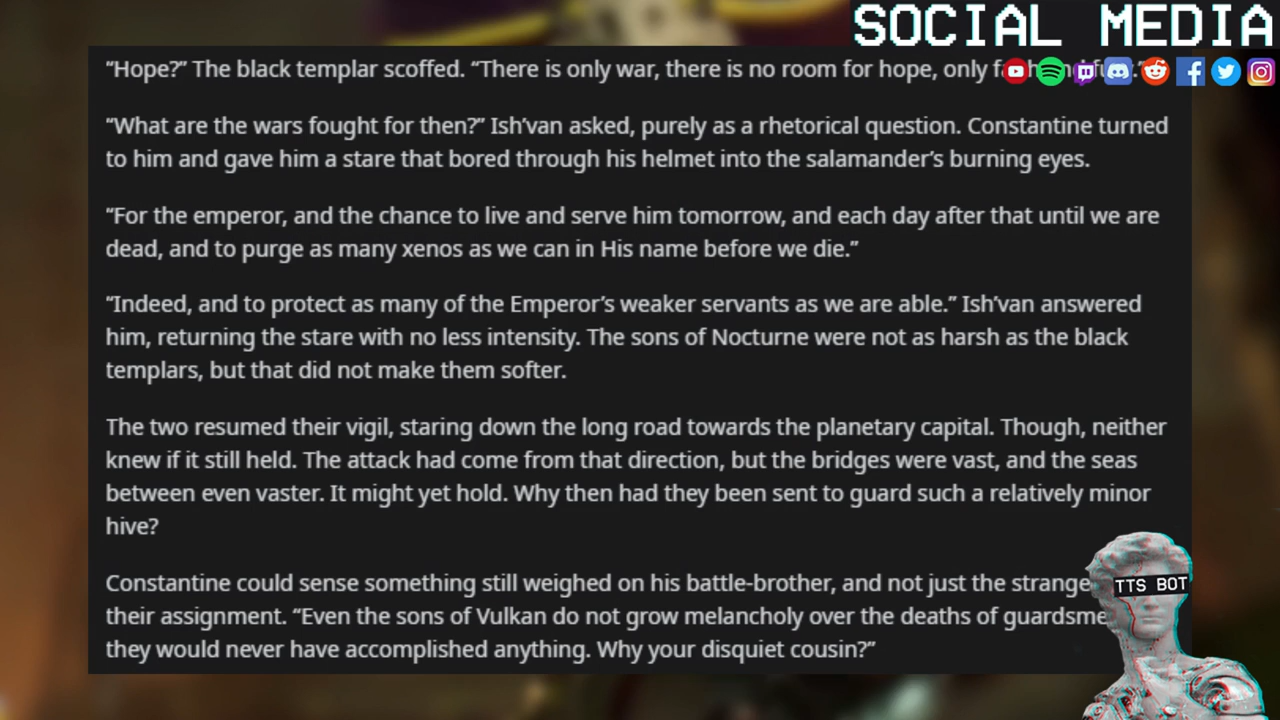 SOCIAL MEDIA
“Hope?” The black templar scoffed. “There is only war, there is no room for hope, only
“What are the wars fought for then?” Ish’van asked, purely as a rhetorical question. Constantine turned
to him and gave him a stare that bored through his helmet into the salamander’s burning eyes.
“For the emperor, and the chance to live and serve him tomorrow, and each day after that until we are
dead, and to purge as many xenos as we can in His name before we die.”
“Indeed, and to protect as many of the Emperor’s weaker servants as we are able.” Ish’van answered
him, returning the stare with no less intensity. The sons of Nocturne were not as harsh as the black
templars, but that did not make them softer.
The two resumed their vigil, staring down the long road towards the planetary capital. Though, neither
knew if it still held. The attack had come from that direction, but the bridges were vast, and the seas
between even vaster. It might yet hold. Why then had they been sent to guard such a relatively minor
hive?
Constantine could sense something still weighed on his battle-brother, and not just the strange
their assignment. “Even the sons of Vulkan do not grow melancholy over the deaths of
they would never have accomplished anything. Why your disquiet cousin?”
TTS BOT